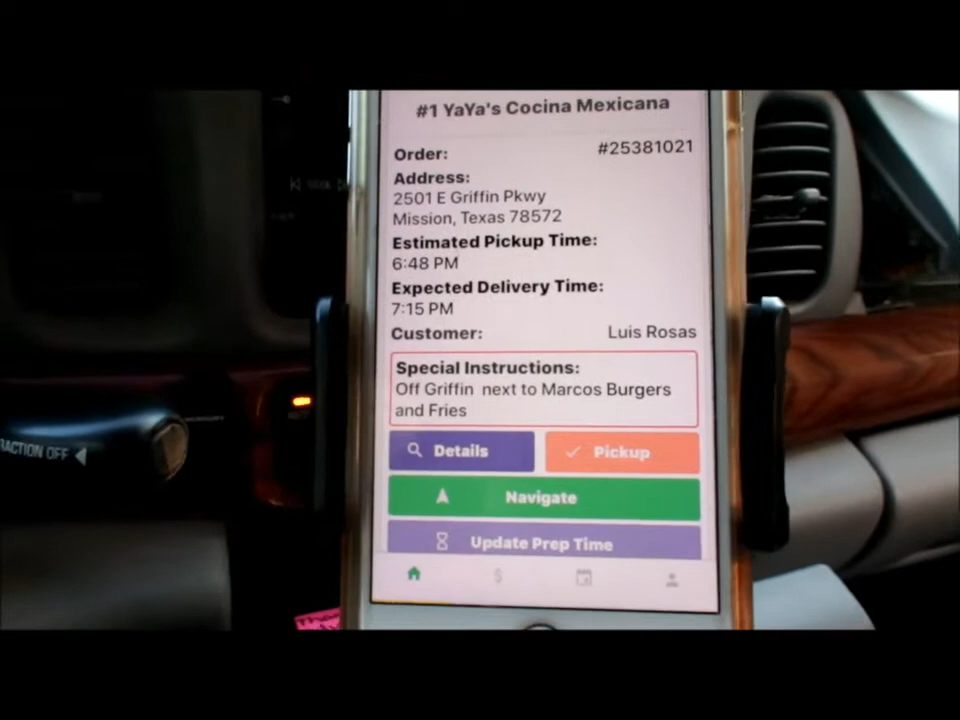 #1 YaYa's Cocina Mexicana
Order: #25381021
Address:
2501 E Griffin Pkwy
Mission, Texas 78572
Estimated Pickup Time:
6:48 PM
Expected Delivery Time:
7:15 PM
Customer: Luis Rosas
Special Instructions:
Off Griffin next to Marcos Burgers
and Fries
Details Pickup
Navigate
Update Prep Time
RACTION OFF